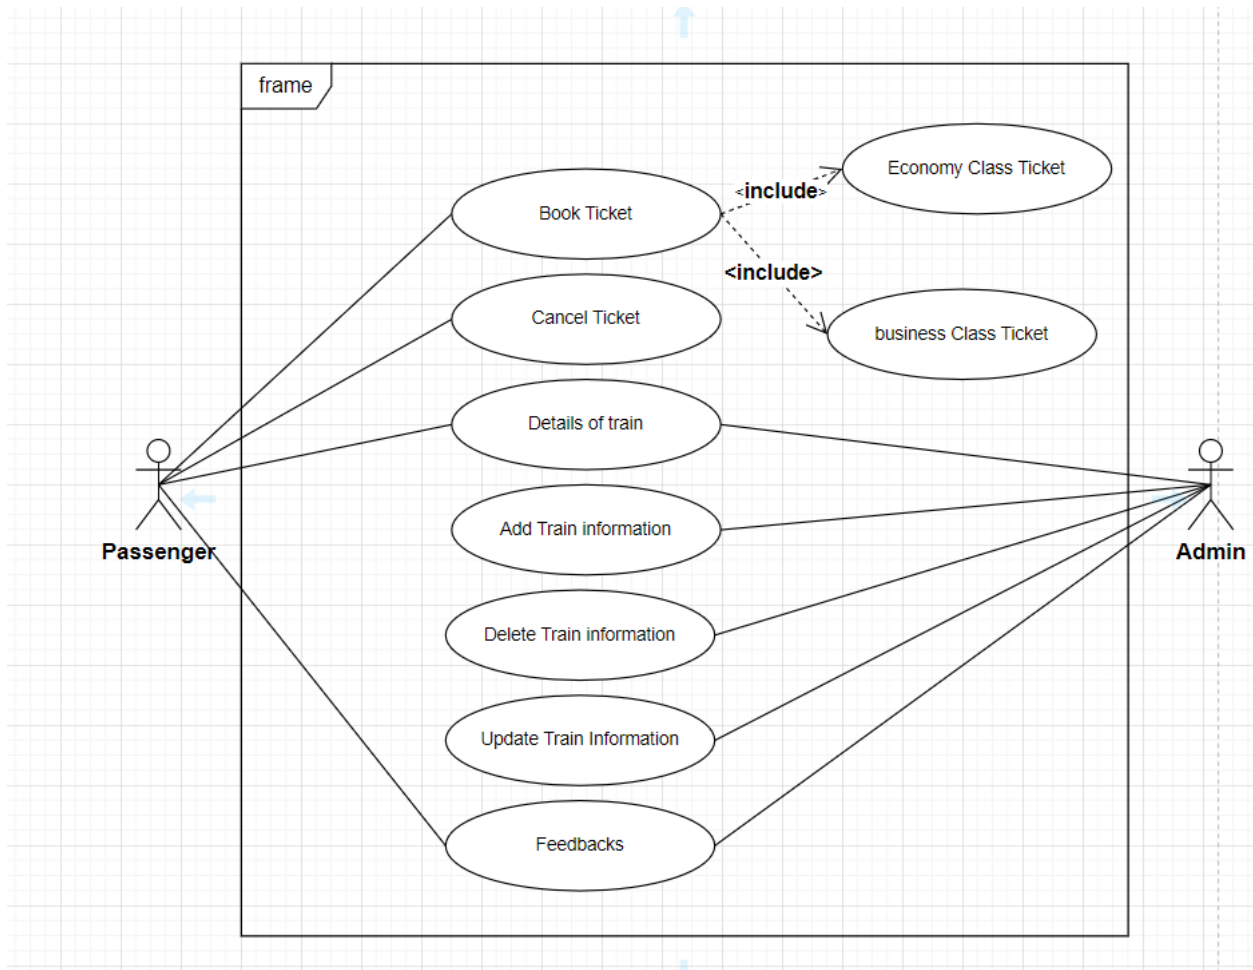 frame
Economy Class Ticket
<include>
Book Ticket
<include>
Cancel Ticket
business Class Ticket
Details of train
Add Train information
Passenger
Admin
Delete Train information
Update Train Information
Feedbacks